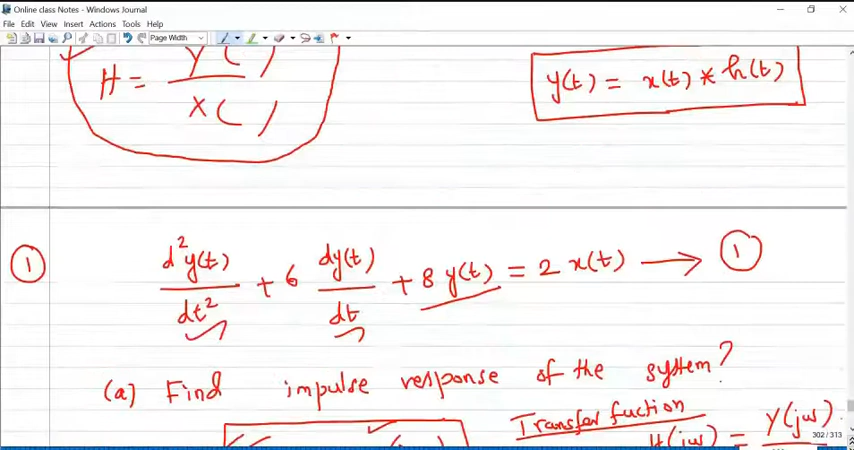 Online class Notes - Windows Journal
File Edit View Insert Actions Tools Help
Page Width
H = Y( ) / X( )
y(t) = x(t) * h(t)
① d²y(t)/dt² + 6 dy(t)/dt + 8 y(t) = 2 x(t) → ①
(a) Find impulse response of the system?
Transfer fuction
H(jω) = Y(jω)
302 / 313